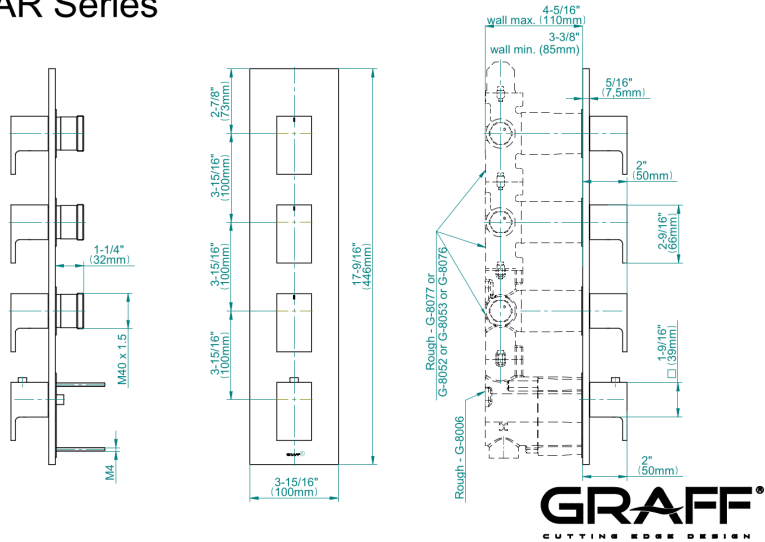 AR Series
4-5/16"
wall max. (110mm)
3-3/8"
wall min. (85mm)
5/16"
(7,5mm)
2"
(50mm)
2-9/16"
(66mm)
1-9/16"
□ (39mm)
2"
(50mm)
2-7/8"
(73mm)
3-15/16"
(100mm)
3-15/16"
(100mm)
3-15/16"
(100mm)
17-9/16"
(446mm)
3-15/16"
(100mm)
1-1/4"
(32mm)
M40 x 1.5
M4
Rough - G-8077 or
G-8052 or G-8053 or G-8076
Rough - G-8006
GRAFF
GRAFF®
CUTTING EDGE DESIGN